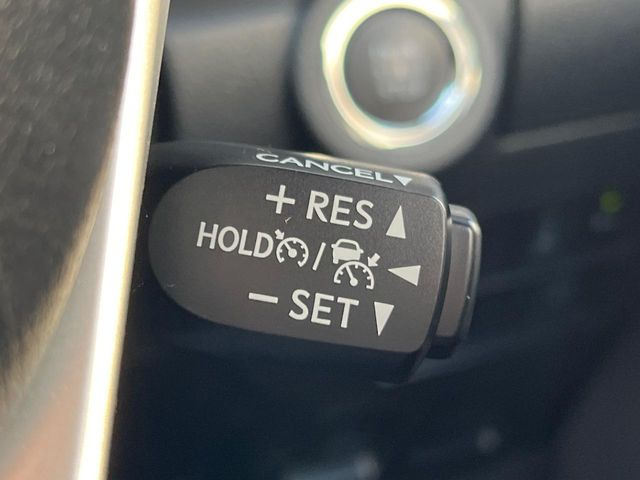 CANCEL▼
+ RES ▲
HOLD / ◀
− SET ▼